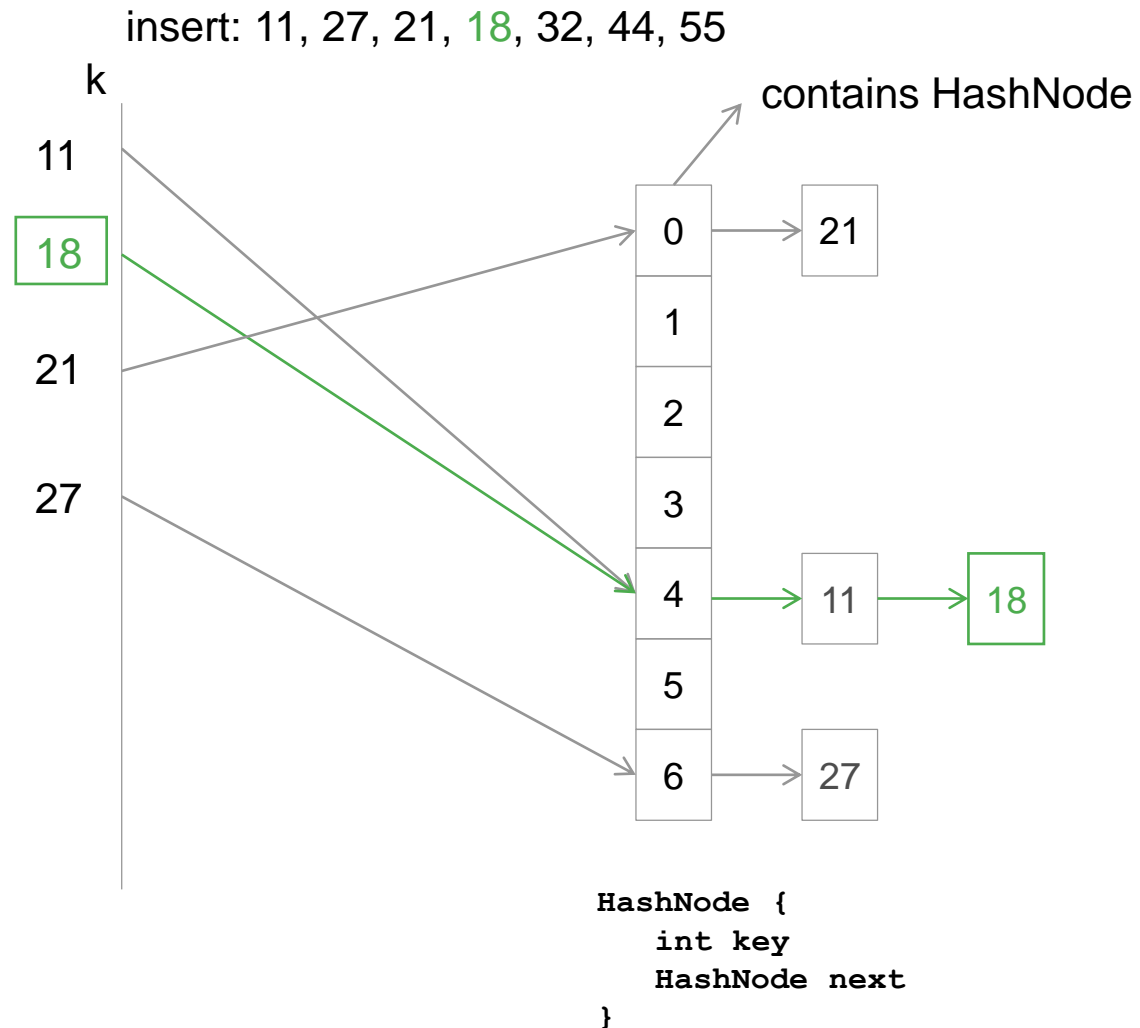 insert: 11, 27, 21, 18, 32, 44, 55
k
contains HashNode
11
18
21
27
0
21
1
2
3
4
11
18
5
6
27
HashNode {
int key
HashNode next
}